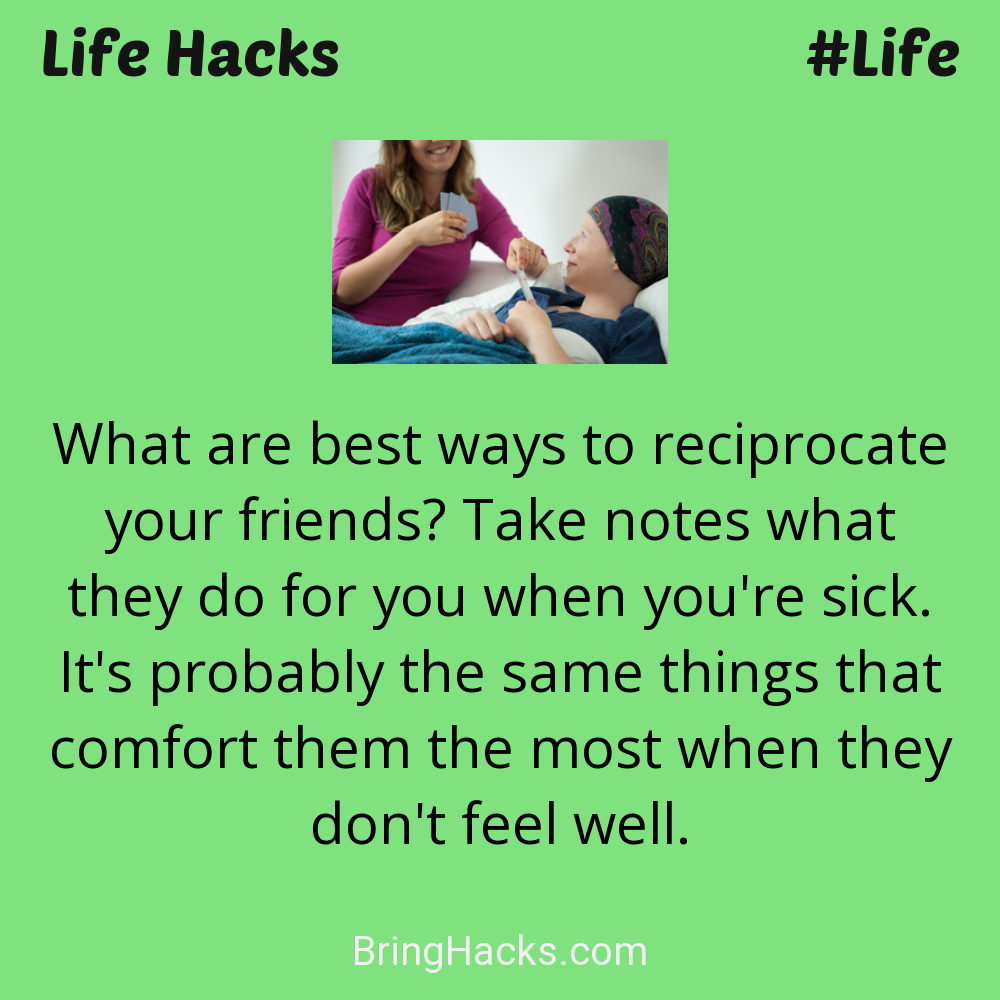 Life Hacks #Life
What are best ways to reciprocate
your friends? Take notes what
they do for you when you're sick.
It's probably the same things that
comfort them the most when they
don't feel well.
BringHacks.com